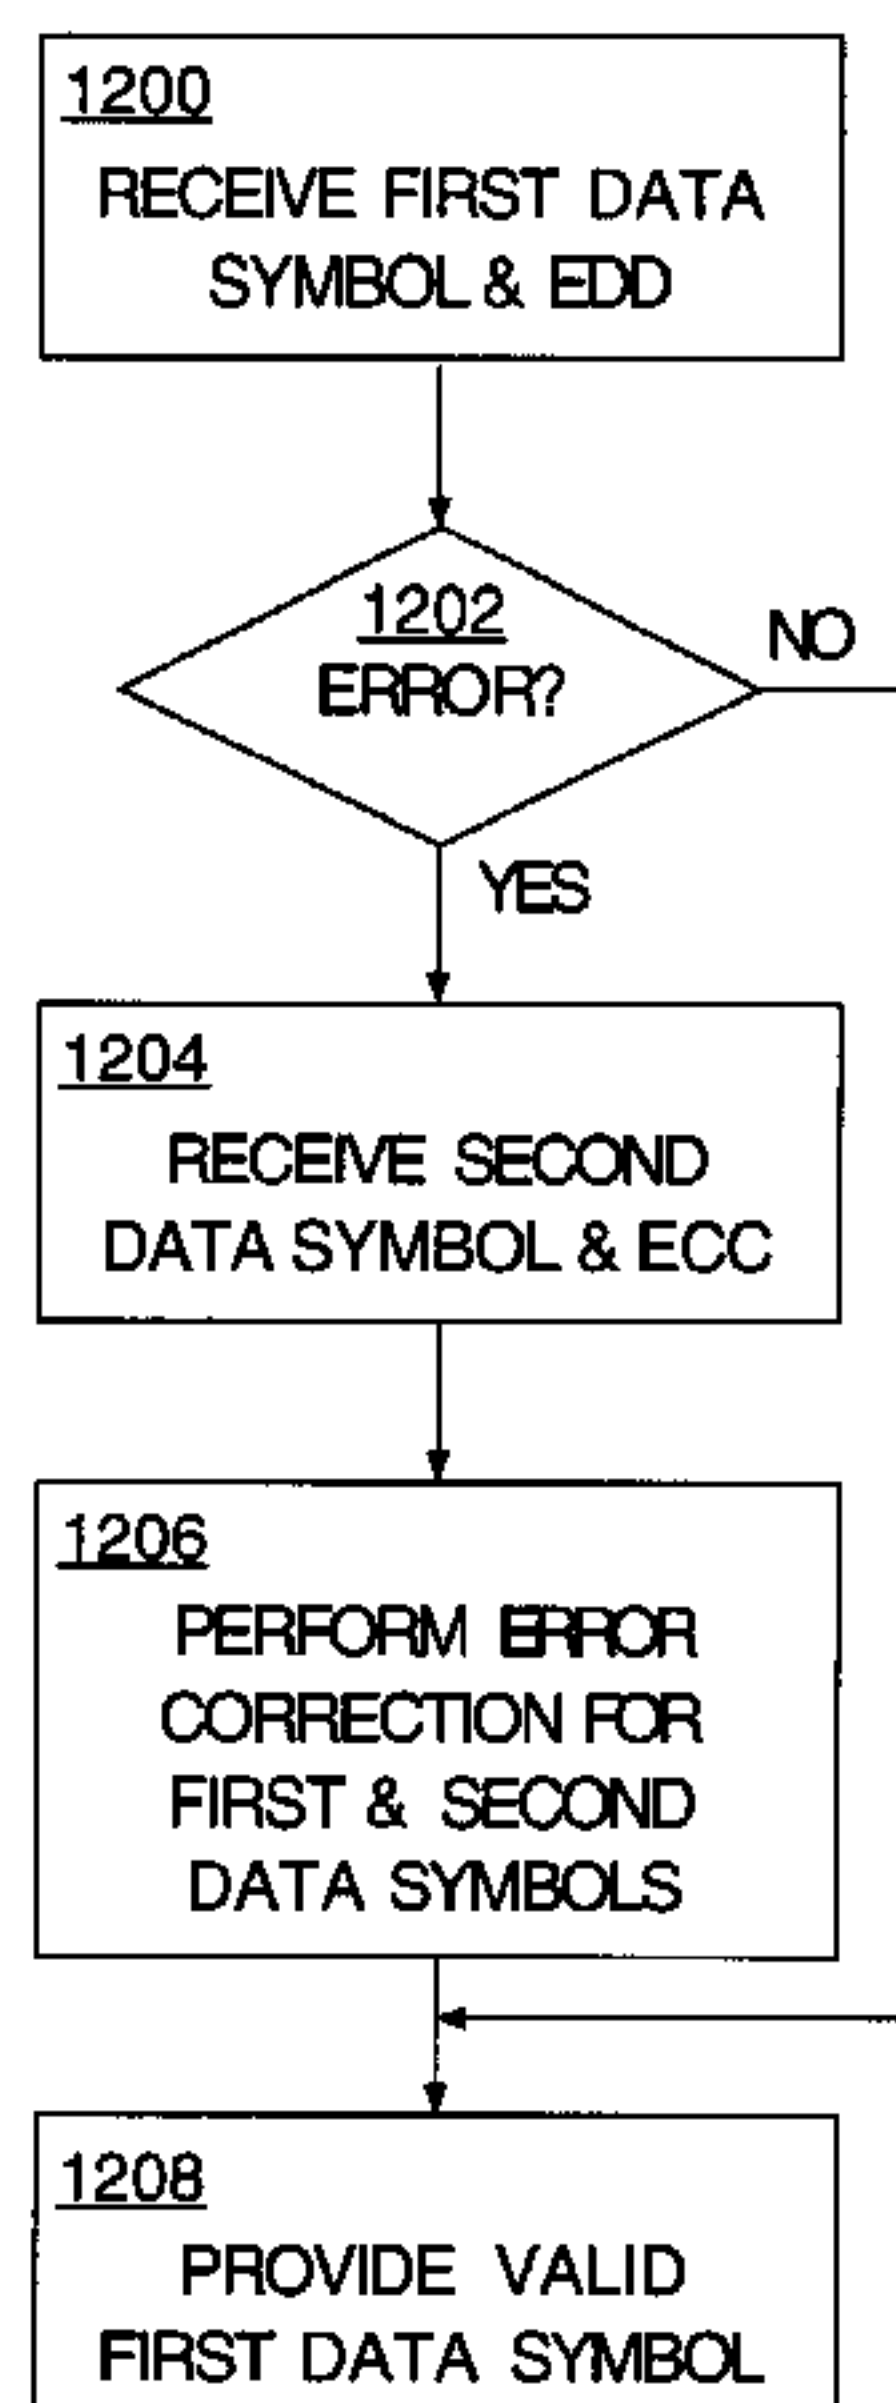 1200
RECEIVE FIRST DATA
SYMBOL & EDD
1202
ERROR?
NO
YES
1204
RECEIVE SECOND
DATA SYMBOL & ECC
1206
PERFORM ERROR
CORRECTION FOR
FIRST & SECOND
DATA SYMBOLS
1208
PROVIDE VALID
FIRST DATA SYMBOL